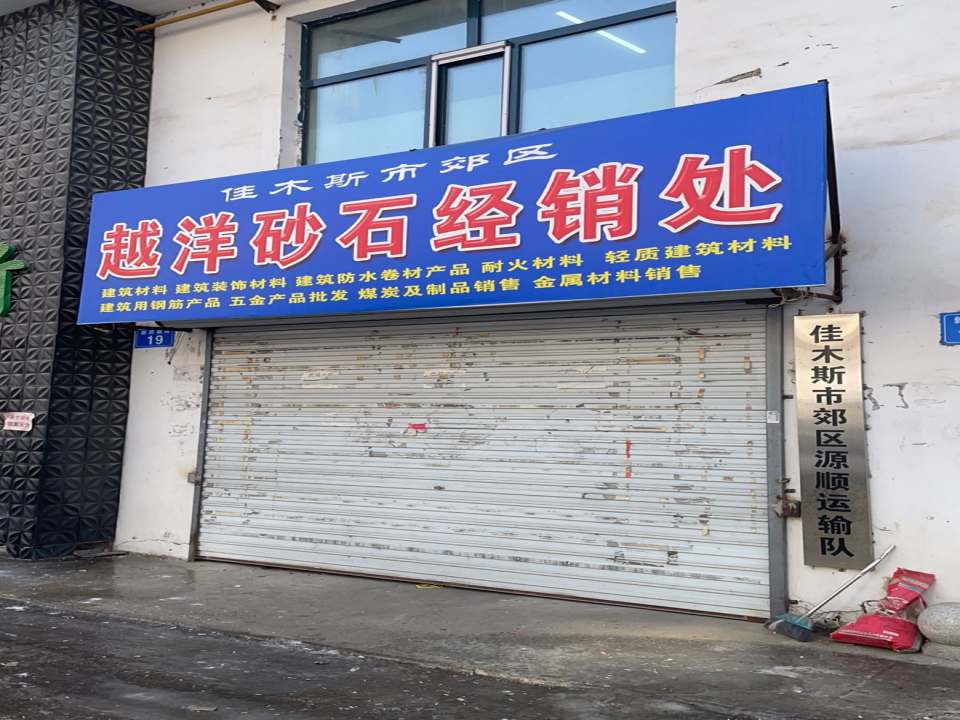 佳木斯市郊区
越洋砂石经销处
建筑材料 建筑装饰材料 建筑防水卷材产品 耐火材料 轻质建筑材料
建筑用钢筋产品 五金产品批发 煤炭及制品销售 金属材料销售
19
佳木斯市郊区源顺运输队